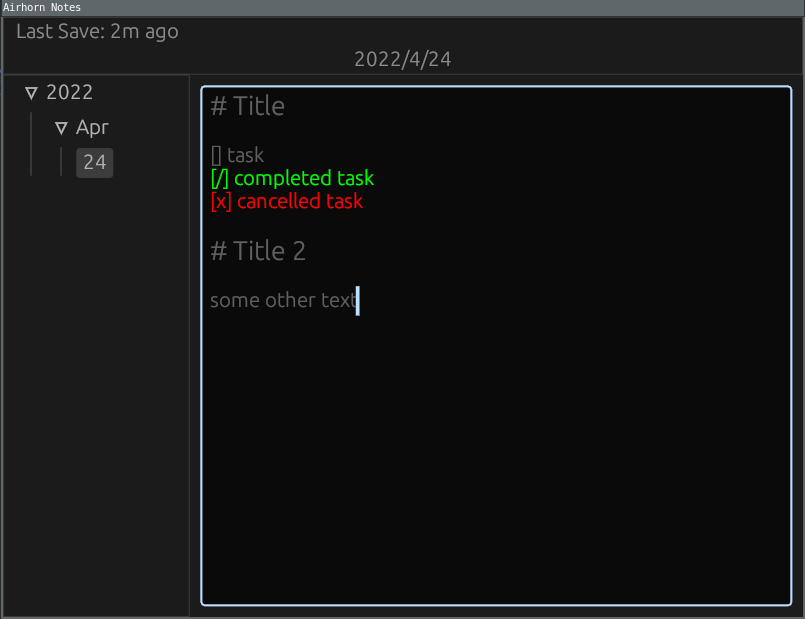 Airhorn Notes
Last Save: 2m ago
2022/4/24
▽ 2022
▽ Apr
24
# Title
[] task
[/] completed task
[x] cancelled task
# Title 2
some other text